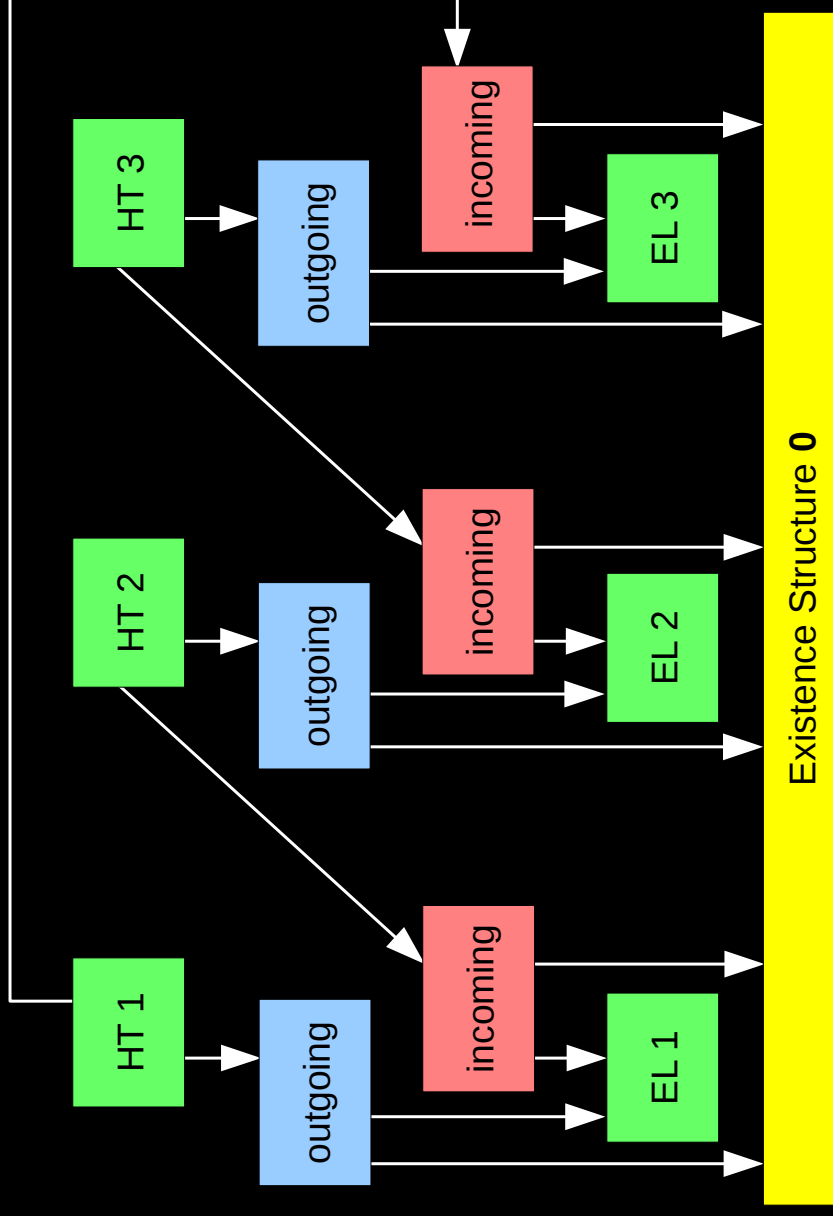 HT 1
HT 2
HT 3
outgoing
outgoing
outgoing
incoming
incoming
incoming
EL 1
EL 2
EL 3
Existence Structure 0